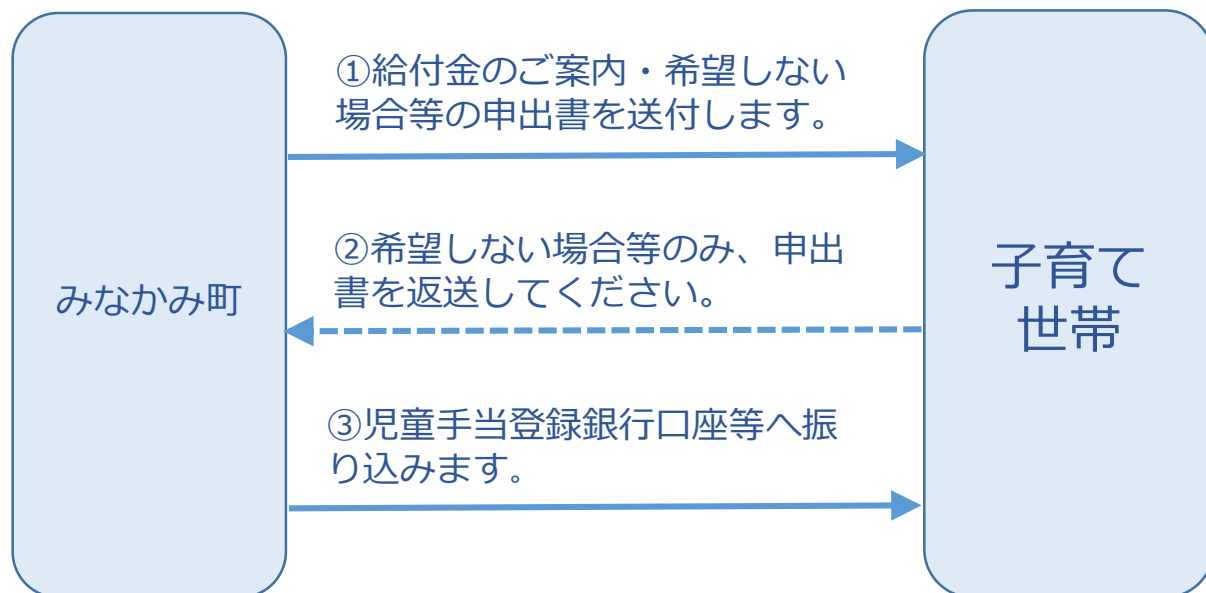 みなかみ町
①給付金のご案内・希望しない
場合等の申出書を送付します。
②希望しない場合等のみ、申出
書を返送してください。
③児童手当登録銀行口座等へ振
り込みます。
子育て
世帯